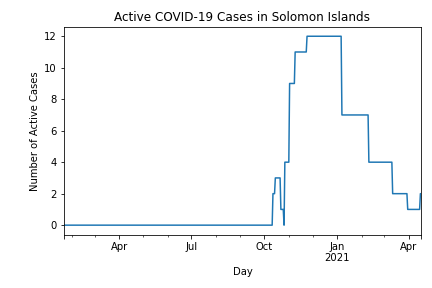 Active COVID-19 Cases in Solomon Islands
12
10
8
6
4
2
0
Number of Active Cases
Apr
Jul
Oct
Jan
2021
Apr
Day